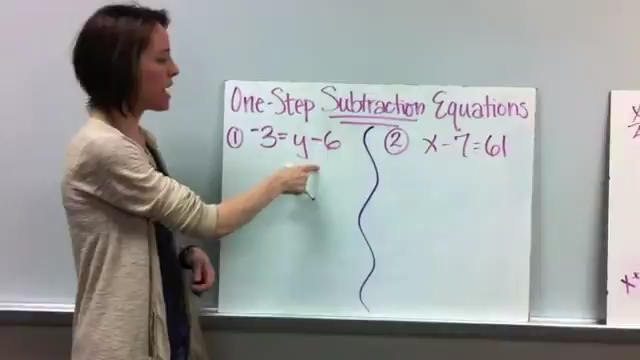 One-Step Subtraction Equations
① -3=y-6
② x-7=61